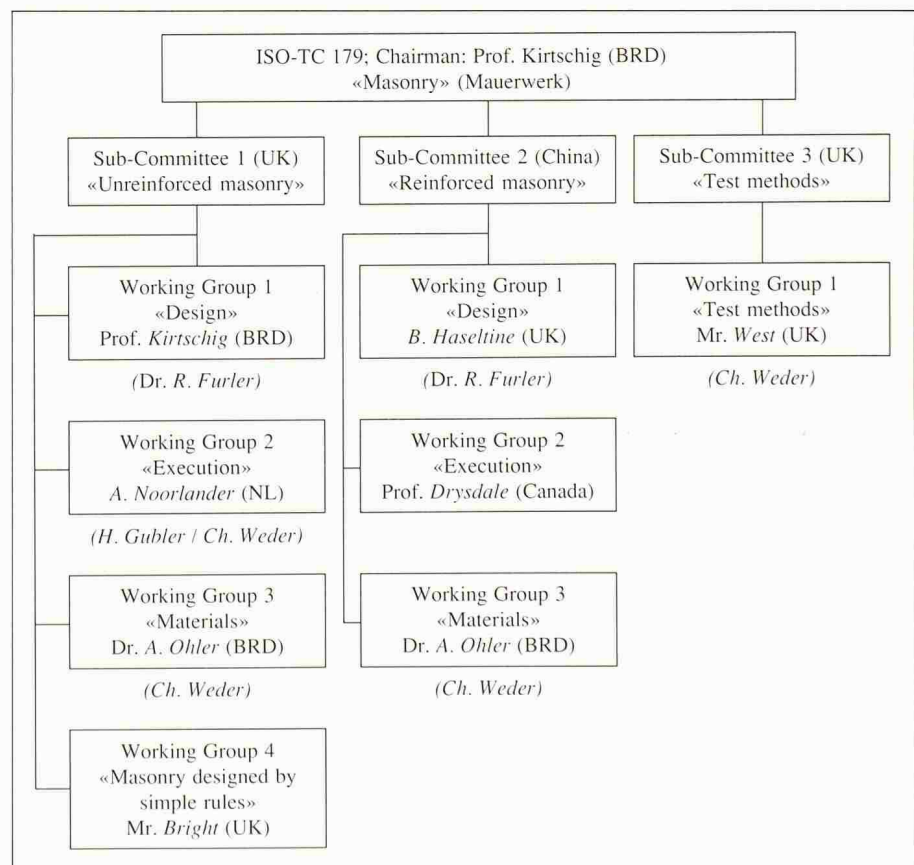 ISO-TC 179; Chairman: Prof. Kirtschig (BRD)
«Masonry» (Mauerwerk)
Sub-Committee 1 (UK)
«Unreinforced masonry»
Sub-Committee 2 (China)
«Reinforced masonry»
Sub-Committee 3 (UK)
«Test methods»
Working Group 1
«Design»
Prof. Kirtschig (BRD)
(Dr. R. Furler)
Working Group 2
«Execution»
A. Noorlander (NL)
(H. Gubler / Ch. Weder)
Working Group 3
«Materials»
Dr. A. Ohler (BRD)
(Ch. Weder)
Working Group 4
«Masonry designed by
simple rules»
Mr. Bright (UK)
Working Group 1
«Design»
B. Haseltine (UK)
(Dr. R. Furler)
Working Group 2
«Execution»
Prof. Drysdale (Canada)
Working Group 3
«Materials»
Dr. A. Ohler (BRD)
(Ch. Weder)
Working Group 1
«Test methods»
Mr. West (UK)
(Ch. Weder)